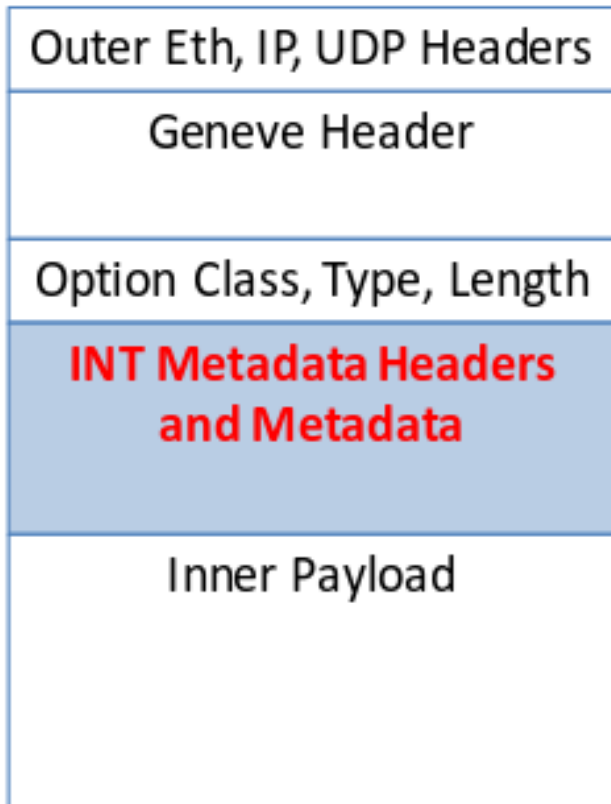 Outer Eth, IP, UDP Headers
Geneve Header
Option Class, Type, Length
INT Metadata Headers
and Metadata
Inner Payload